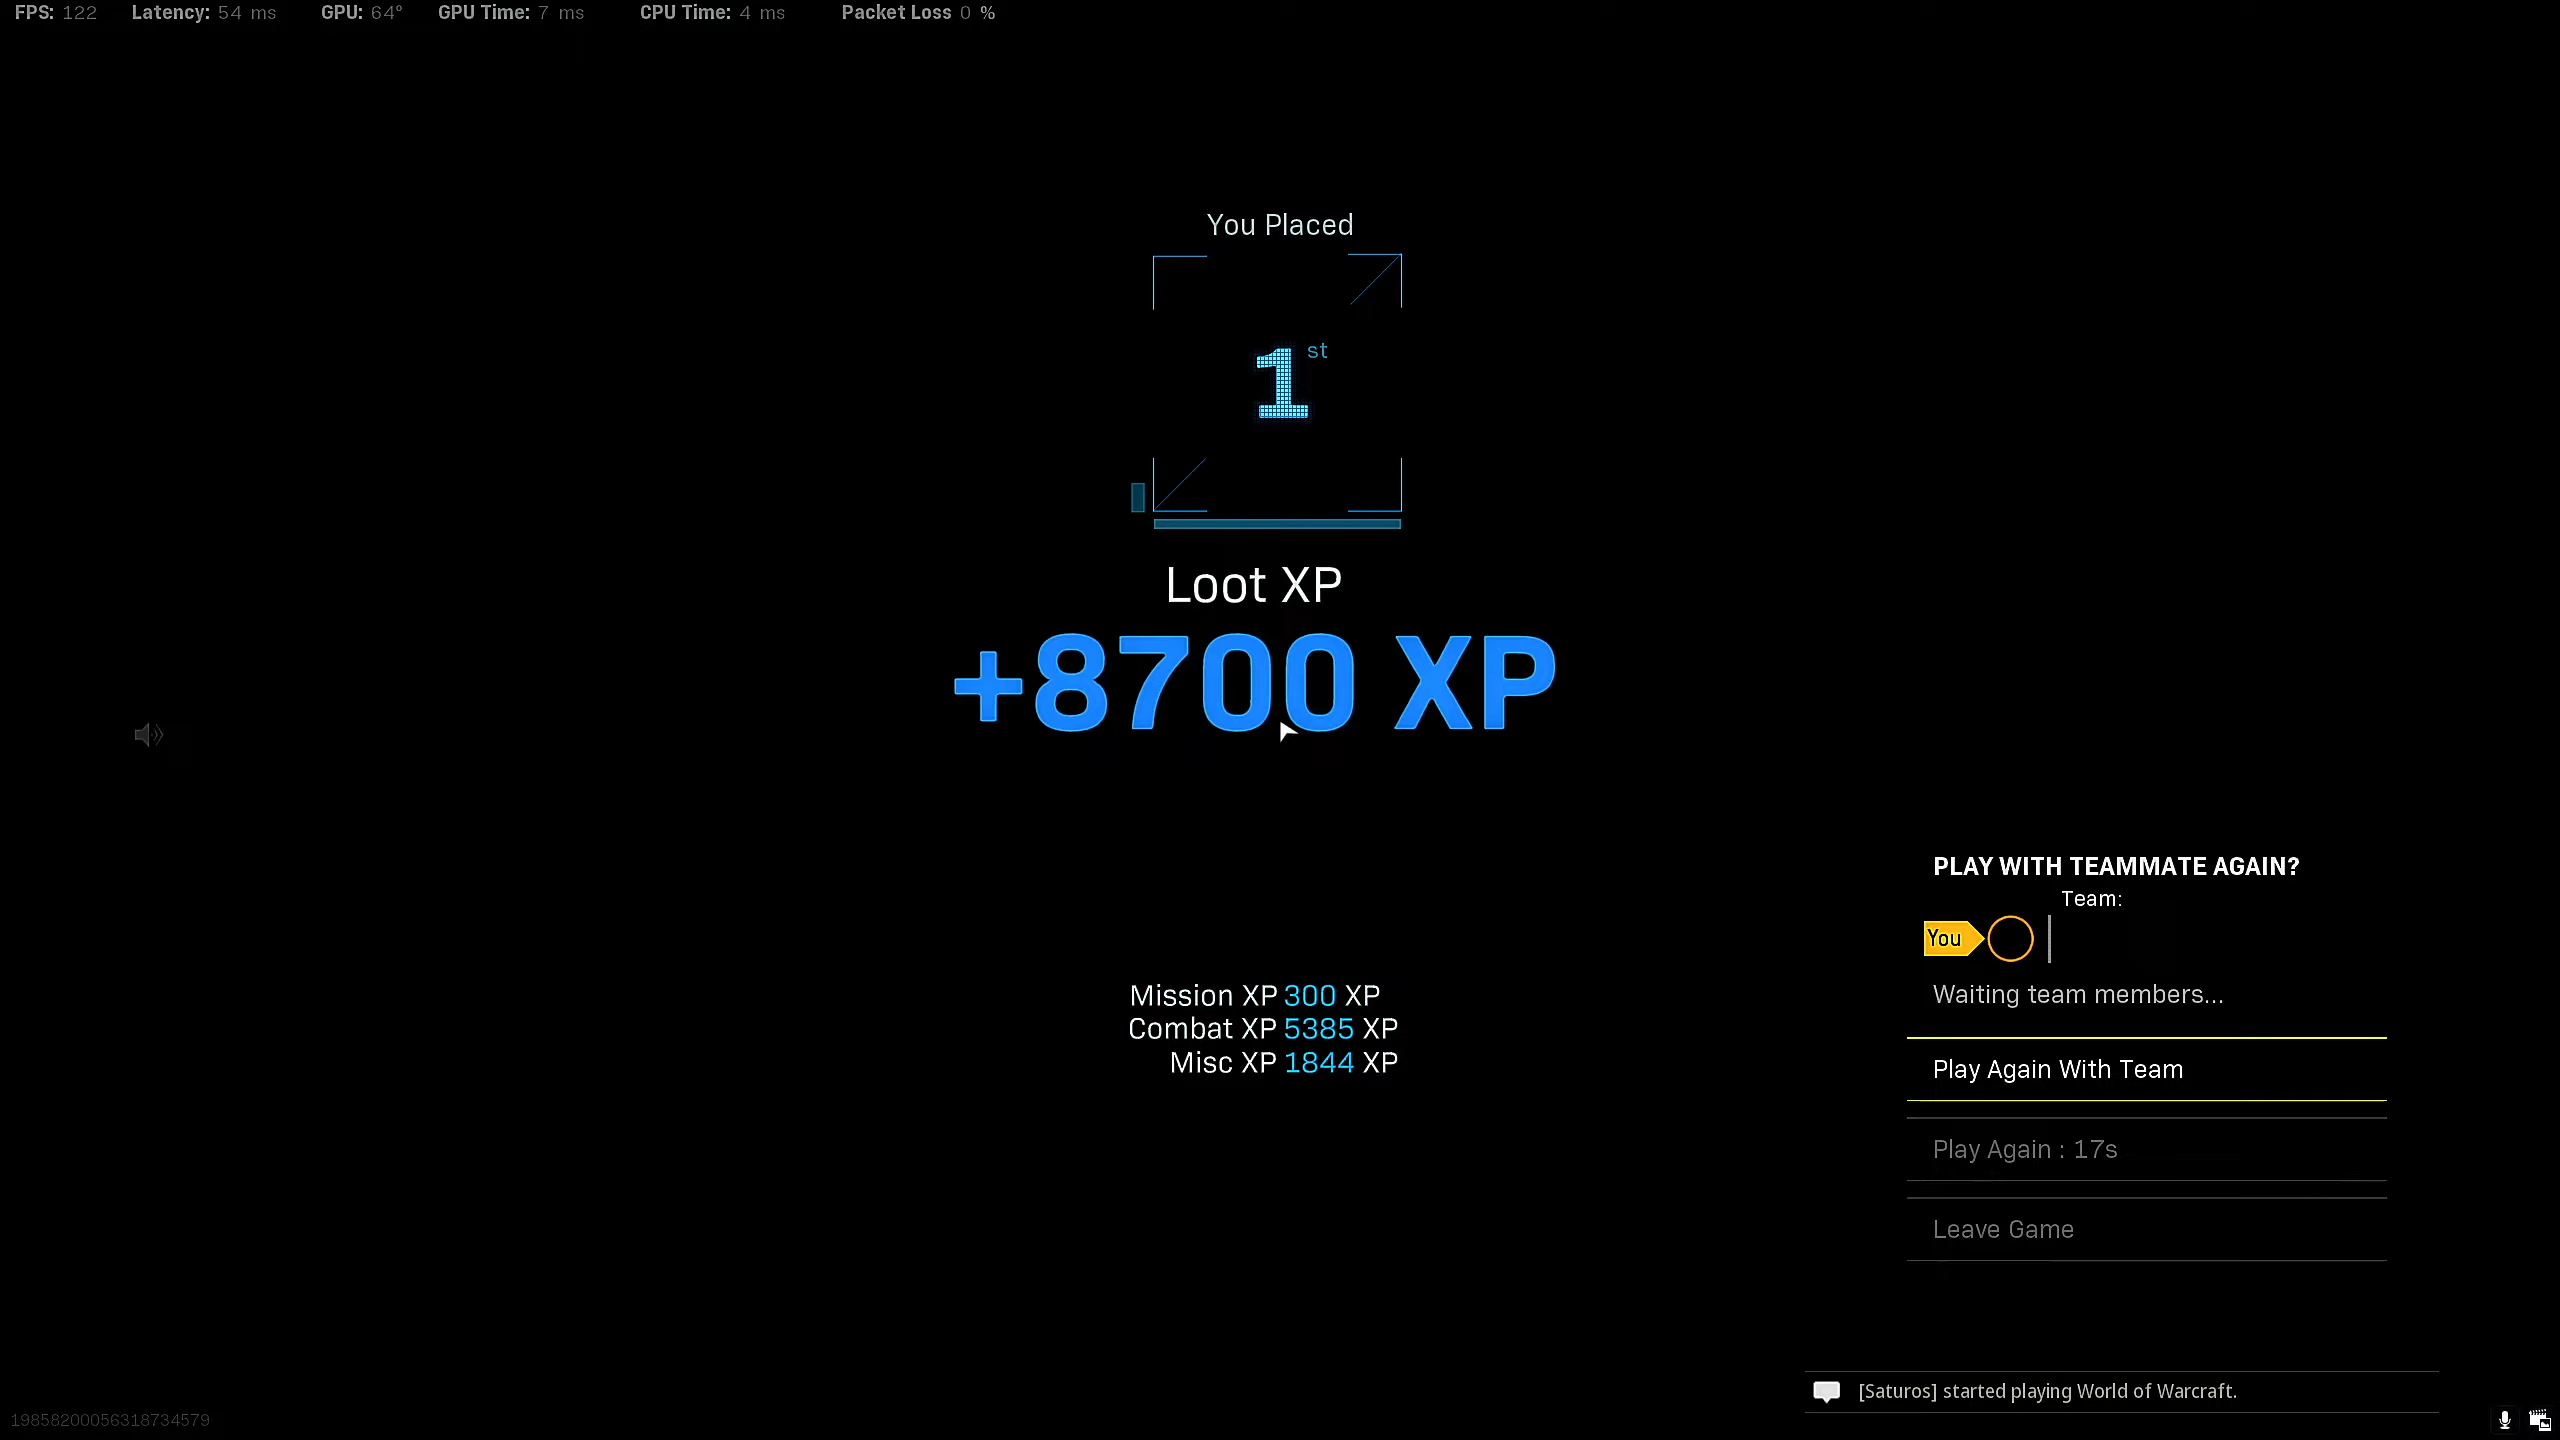 FPS: 122 Latency: 54 ms GPU: 64° GPU Time: 7 ms CPU Time: 4 ms Packet Loss 0 %
You Placed
1st
Loot XP
+8700 XP
Mission XP 300 XP
Combat XP 5385 XP
Misc XP 1844 XP
PLAY WITH TEAMMATE AGAIN?
Team:
You
Waiting team members...
Play Again With Team
Play Again : 17s
Leave Game
[Saturos] started playing World of Warcraft.
19858200056318734579